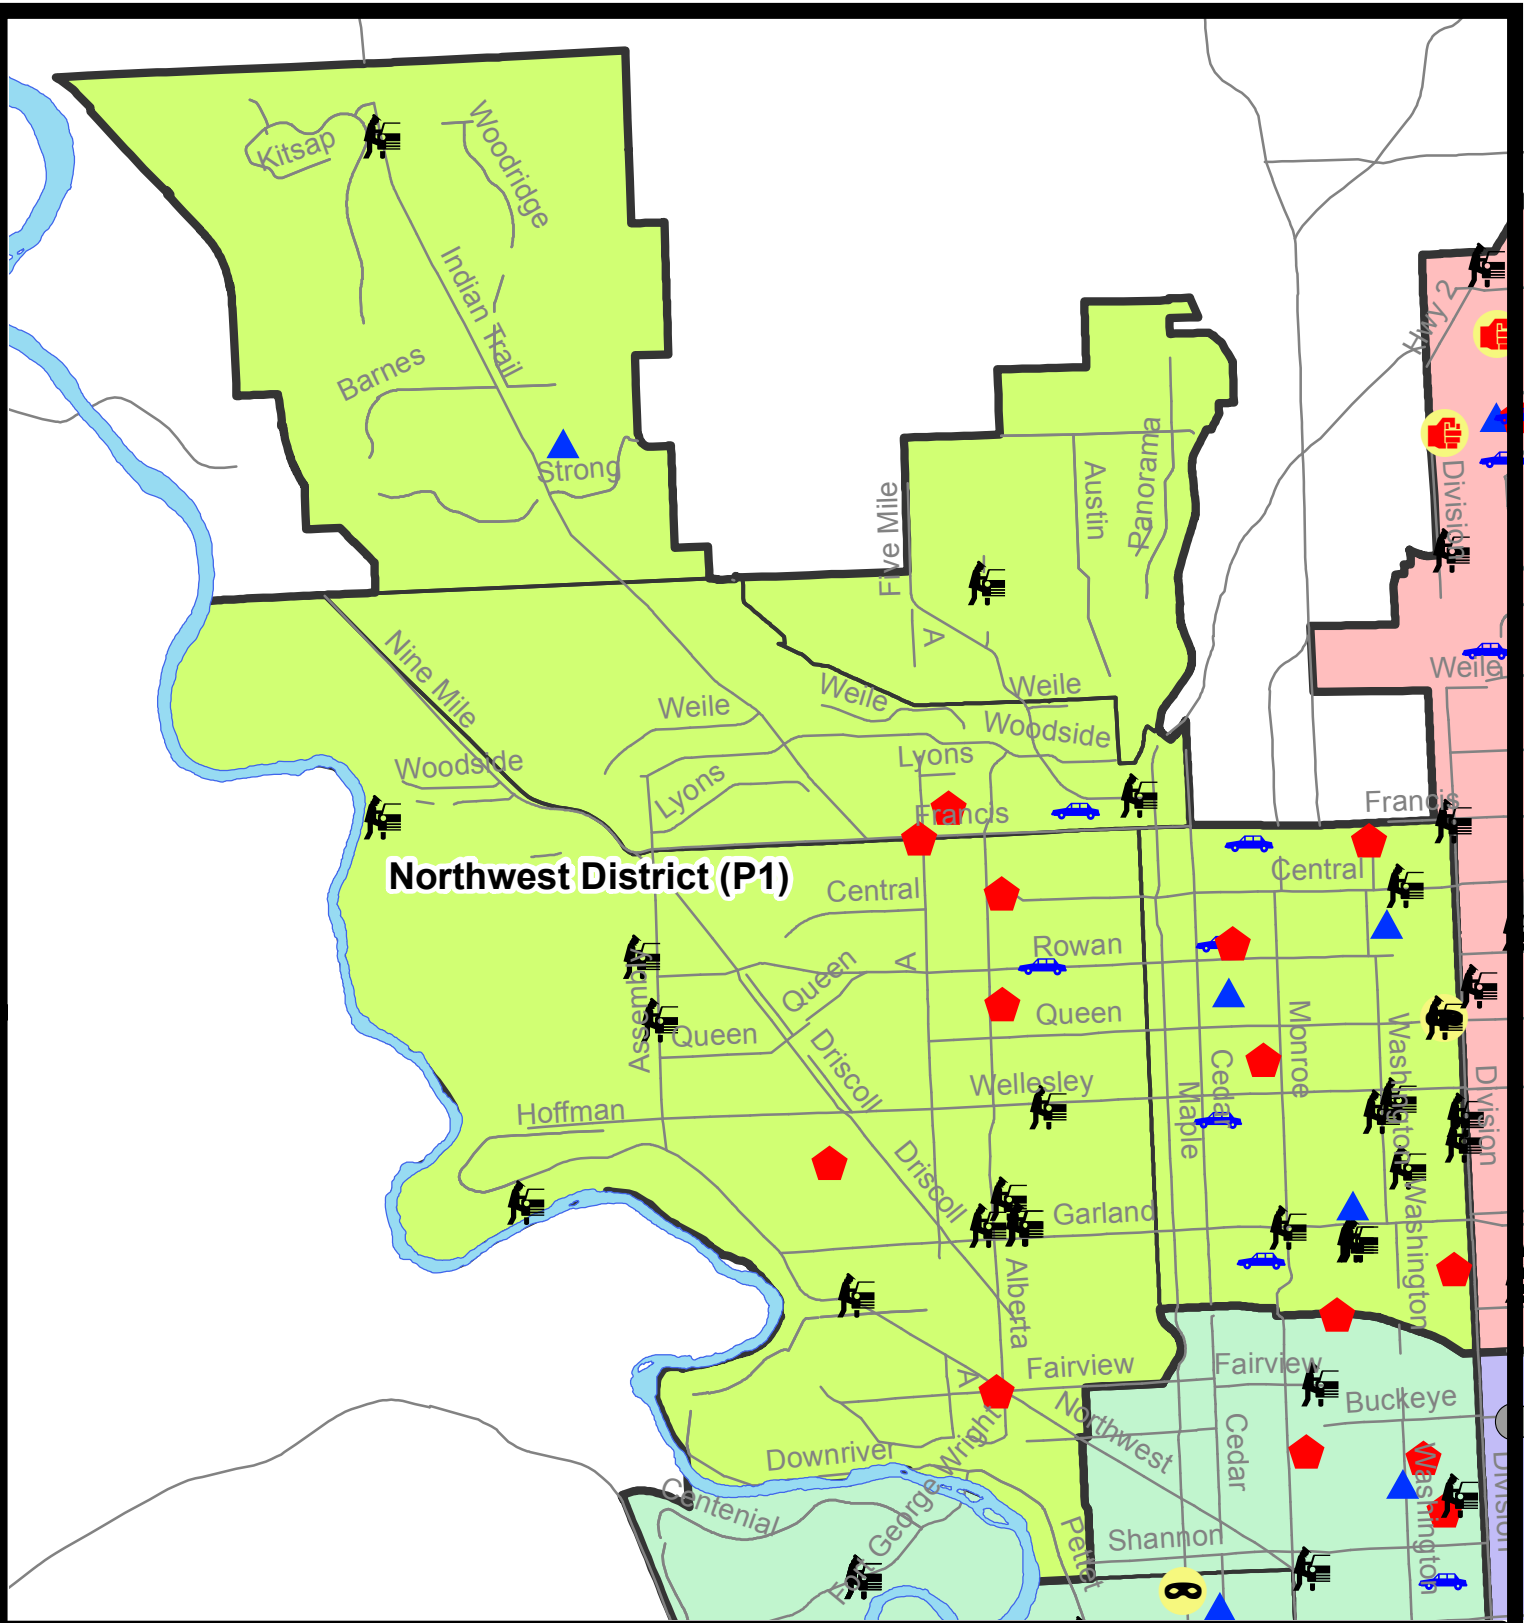 Kitsap
Woodridge
Indian Trail
Barnes
Strong
Hwy 2
Division
Five Mile
Austin
Panorama
A
Nine Mile
Weile
Weile
Weile
Weile
Woodside
Woodside
Lyons
Lyons
Francis
Francis
Northwest District (P1)
Central
Central
Rowan
A
Queen
Queen
Queen
Assembly
Driscoll
Monroe
Washington
Cedar
Maple
Wellesley
Hoffman
Division
Driscoll
Garland
Washington
Alberta
Fairview
Fairview
A
Buckeye
Northwest
Cedar
Fort George Wright
Downriver
Centenial
Washington
Division
Shannon
Pettet